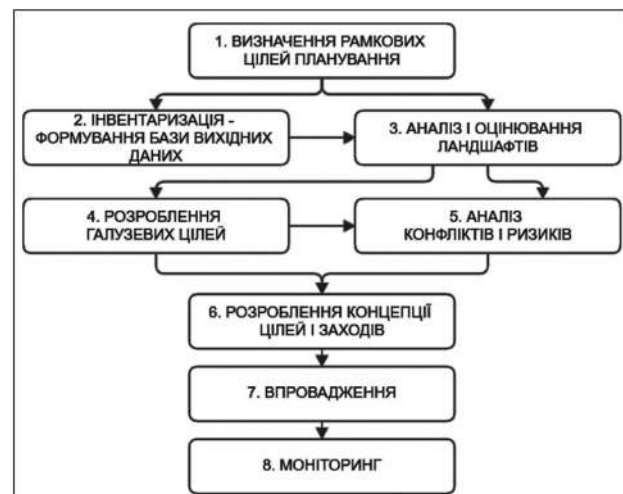 1. ВИЗНАЧЕННЯ РАМКОВИХ
ЦІЛЕЙ ПЛАНУВАННЯ
2. ІНВЕНТАРИЗАЦІЯ -
ФОРМУВАННЯ БАЗИ ВИХІДНИХ
ДАНИХ
3. АНАЛІЗ І ОЦІНЮВАННЯ
ЛАНДШАФТІВ
4. РОЗРОБЛЕННЯ
ГАЛУЗЕВИХ ЦІЛЕЙ
5. АНАЛІЗ
КОНФЛІКТІВ І РИЗИКІВ
6. РОЗРОБЛЕННЯ КОНЦЕПЦІЇ
ЦІЛЕЙ І ЗАХОДІВ
7. ВПРОВАДЖЕННЯ
8. МОНІТОРИНГ